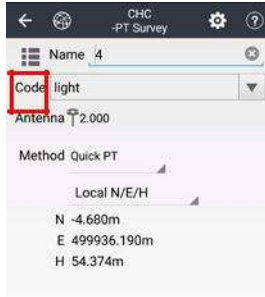 CHC
-PT Survey
Name 4
Code light
Antenna 2.000
Method Quick PT
Local N/E/H
N -4.680m
E 499936.190m
H 54.374m